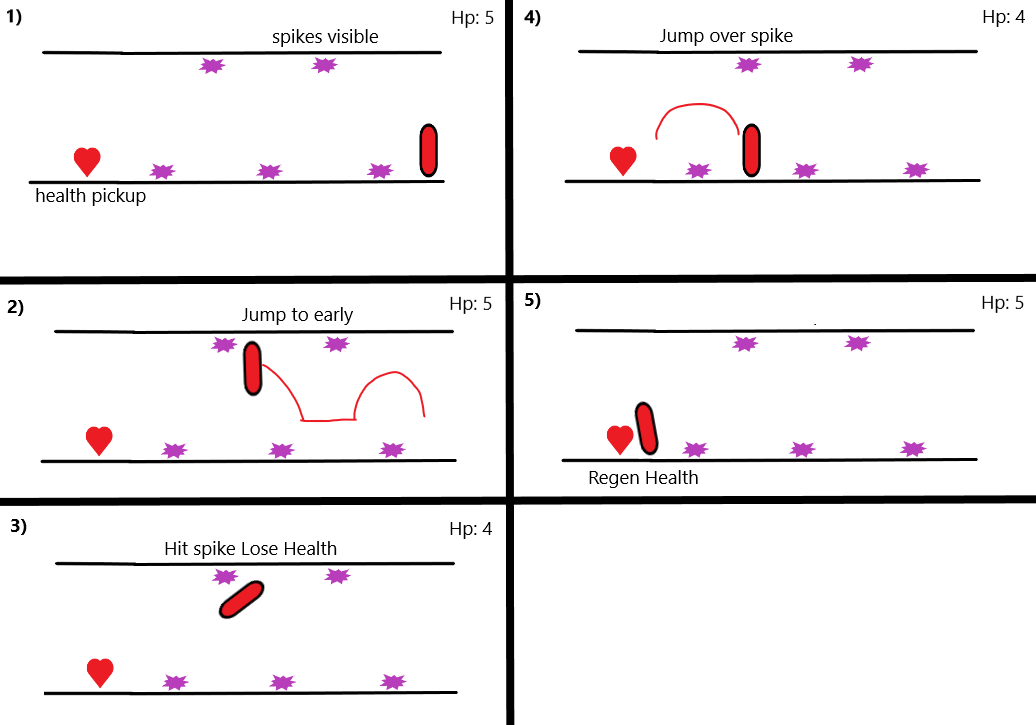 1)
Hp: 5
spikes visible
health pickup
2)
Hp: 5
Jump to early
3)
Hp: 4
Hit spike Lose Health
4)
Hp: 4
Jump over spike
5)
Hp: 5
Regen Health